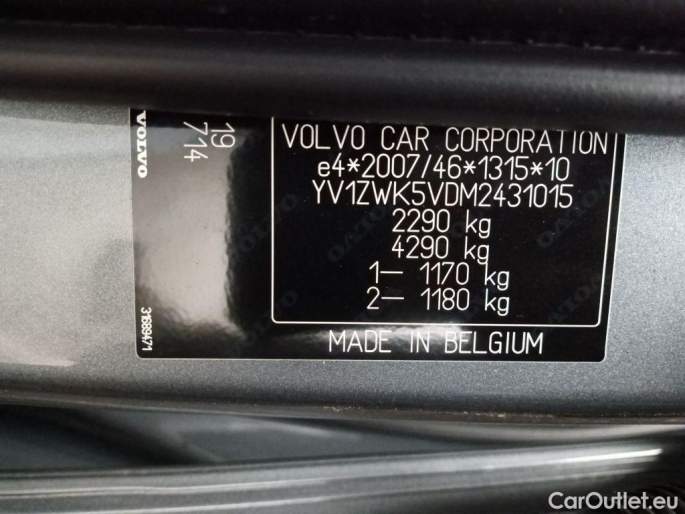 VOLVO
19
714
31689471
VOLVO CAR CORPORATION
e4*2007/46*1315*10
YV1ZWK5VDM2431015
2290 kg
4290 kg
1— 1170 kg
2— 1180 kg
MADE IN BELGIUM
CarOutlet.eu